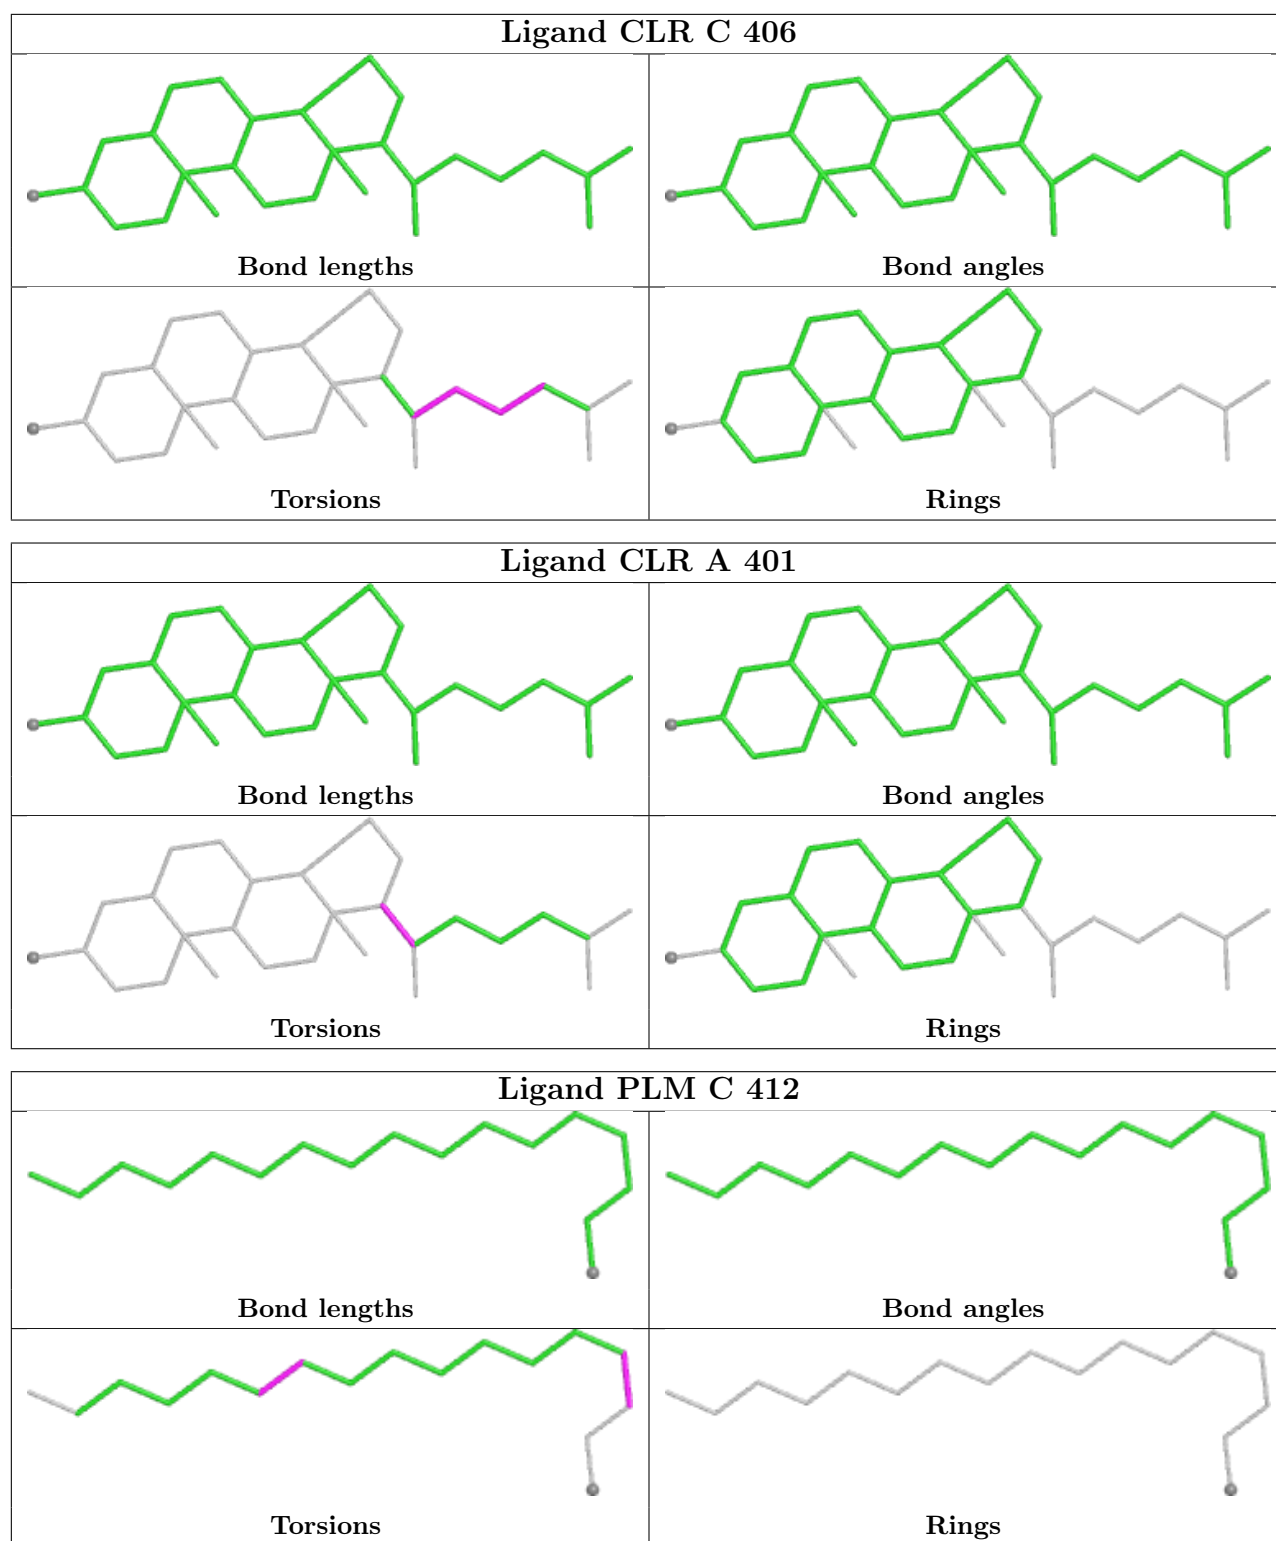 Ligand CLR C 406
Bond lengths
Bond angles
Torsions
Rings
Ligand CLR A 401
Bond lengths
Bond angles
Torsions
Rings
Ligand PLM C 412
Bond lengths
Bond angles
Torsions
Rings